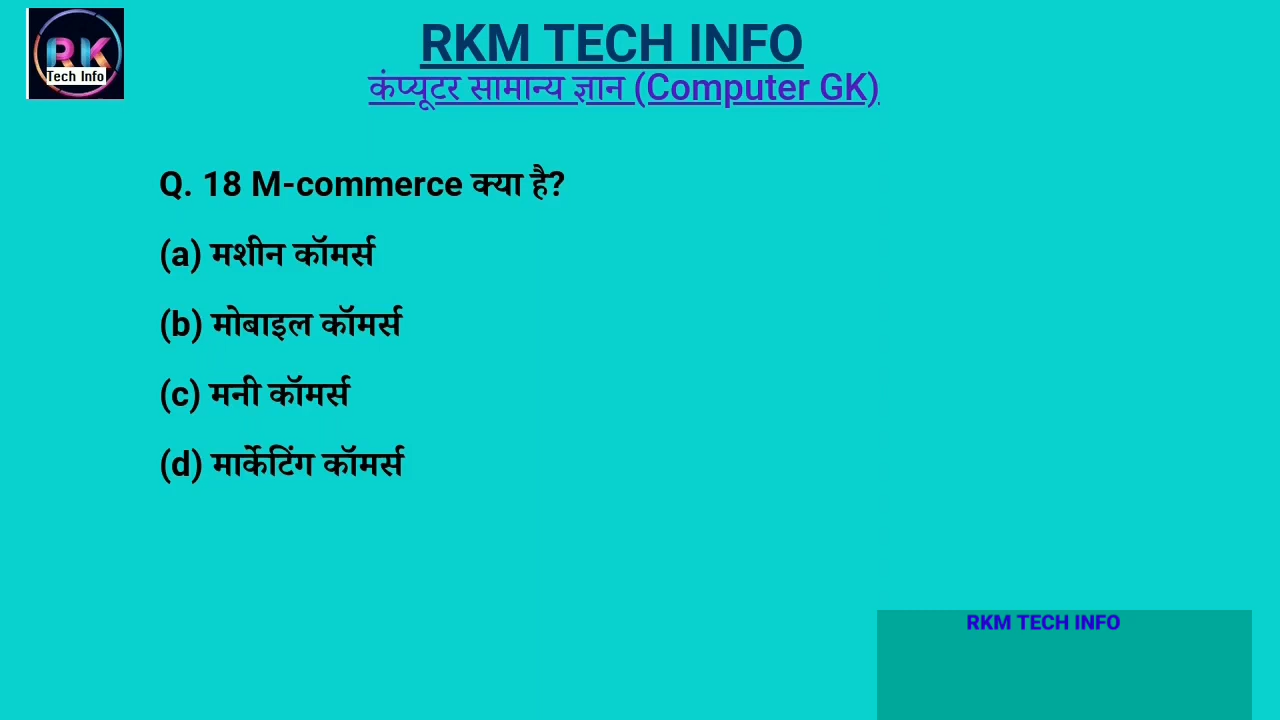 RK
Tech Info
RKM TECH INFO
कंप्यूटर सामान्य ज्ञान (Computer GK)
Q. 18 M-commerce क्या है?
(a) मशीन कॉमर्स
(b) मोबाइल कॉमर्स
(c) मनी कॉमर्स
(d) मार्केटिंग कॉमर्स
RKM TECH INFO